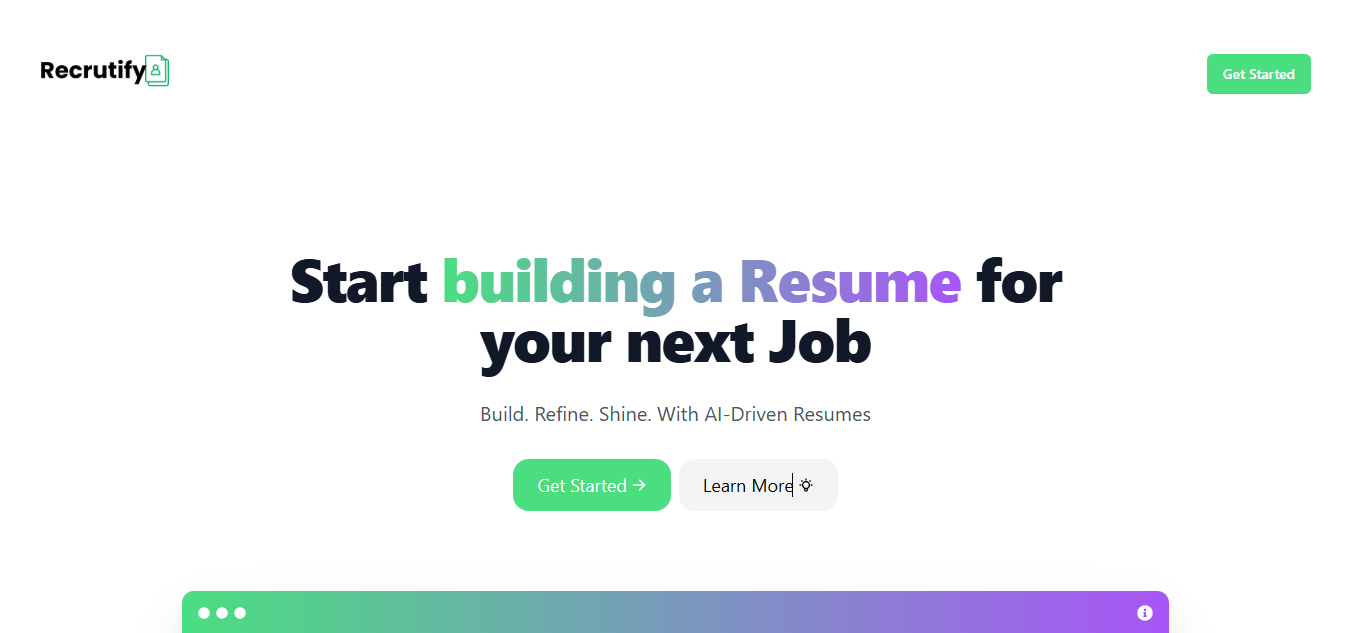 Recrutify
Get Started
Start building a Resume for
your next Job
Build. Refine. Shine. With AI-Driven Resumes
Get Started →
Learn More